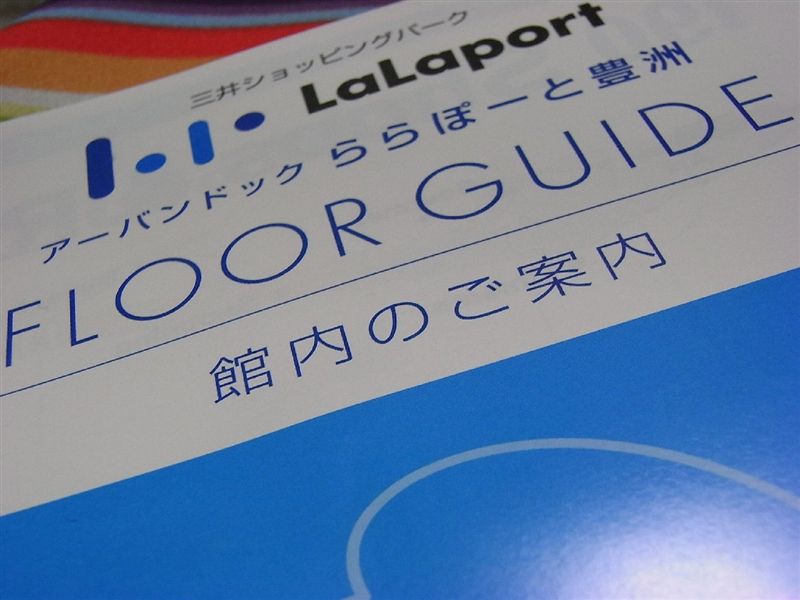 三井ショッピングパーク
LaLaport
アーバンドック ららぽーと豊洲
FLOOR GUIDE
館内のご案内